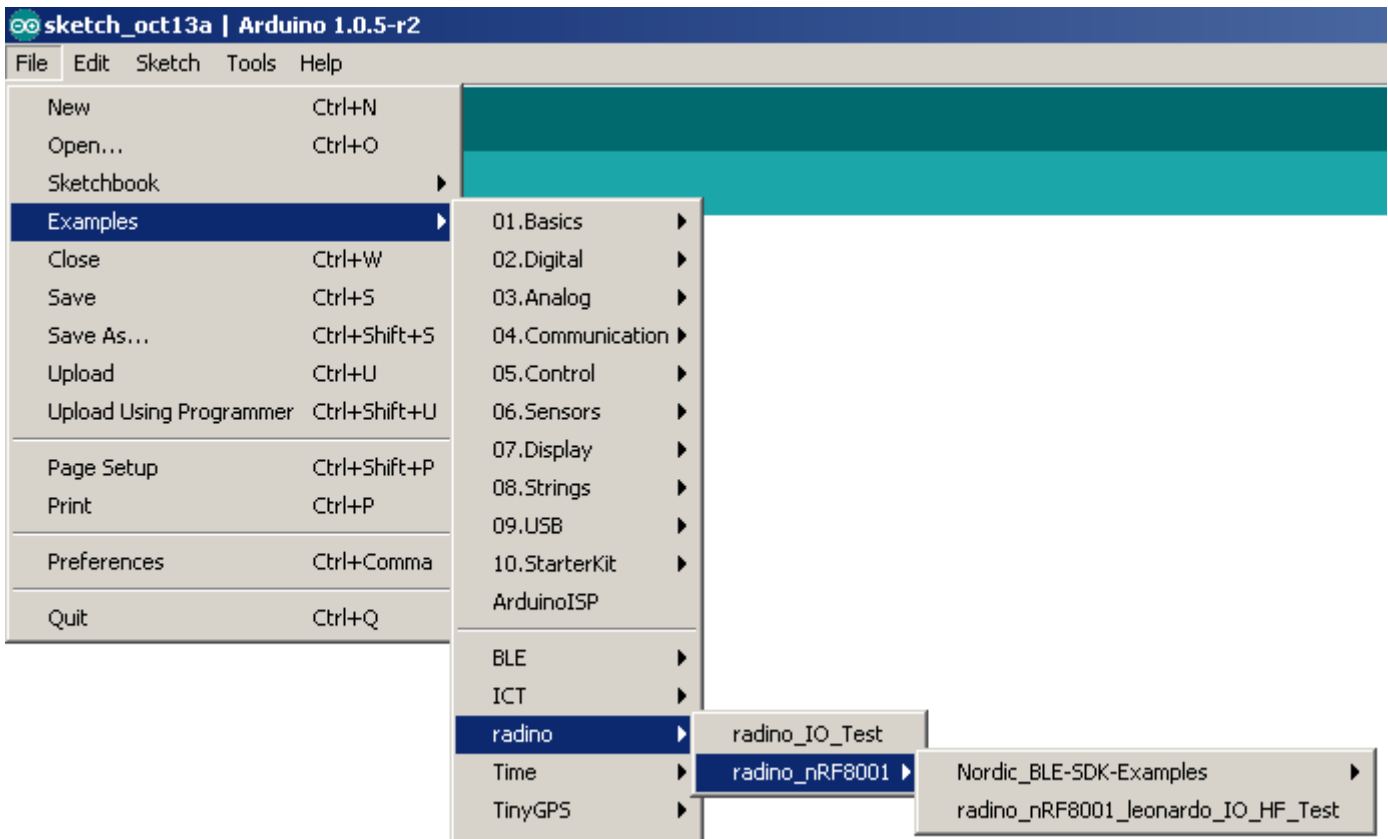 sketch_oct13a | Arduino 1.0.5-r2
File Edit Sketch Tools Help
New Ctrl+N
Open... Ctrl+O
Sketchbook
Examples
Close Ctrl+W
Save Ctrl+S
Save As... Ctrl+Shift+S
Upload Ctrl+U
Upload Using Programmer Ctrl+Shift+U
Page Setup Ctrl+Shift+P
Print Ctrl+P
Preferences Ctrl+Comma
Quit Ctrl+Q
01.Basics
02.Digital
03.Analog
04.Communication
05.Control
06.Sensors
07.Display
08.Strings
09.USB
10.StarterKit
ArduinoISP
BLE
ICT
radino
Time
TinyGPS
radino_IO_Test
radino_nRF8001
Nordic_BLE-SDK-Examples
radino_nRF8001_leonardo_IO_HF_Test